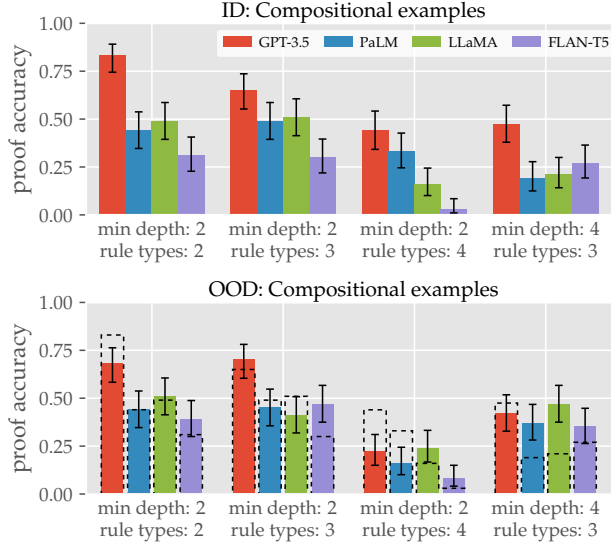 ID: Compositional examples
GPT-3.5 PaLM LLaMA FLAN-T5
proof accuracy
1.00
0.75
0.50
0.25
0.00
min depth: 2 min depth: 2 min depth: 2 min depth: 4
rule types: 2 rule types: 3 rule types: 4 rule types: 3
OOD: Compositional examples
proof accuracy
1.00
0.75
0.50
0.25
0.00
min depth: 2 min depth: 2 min depth: 2 min depth: 4
rule types: 2 rule types: 3 rule types: 4 rule types: 3